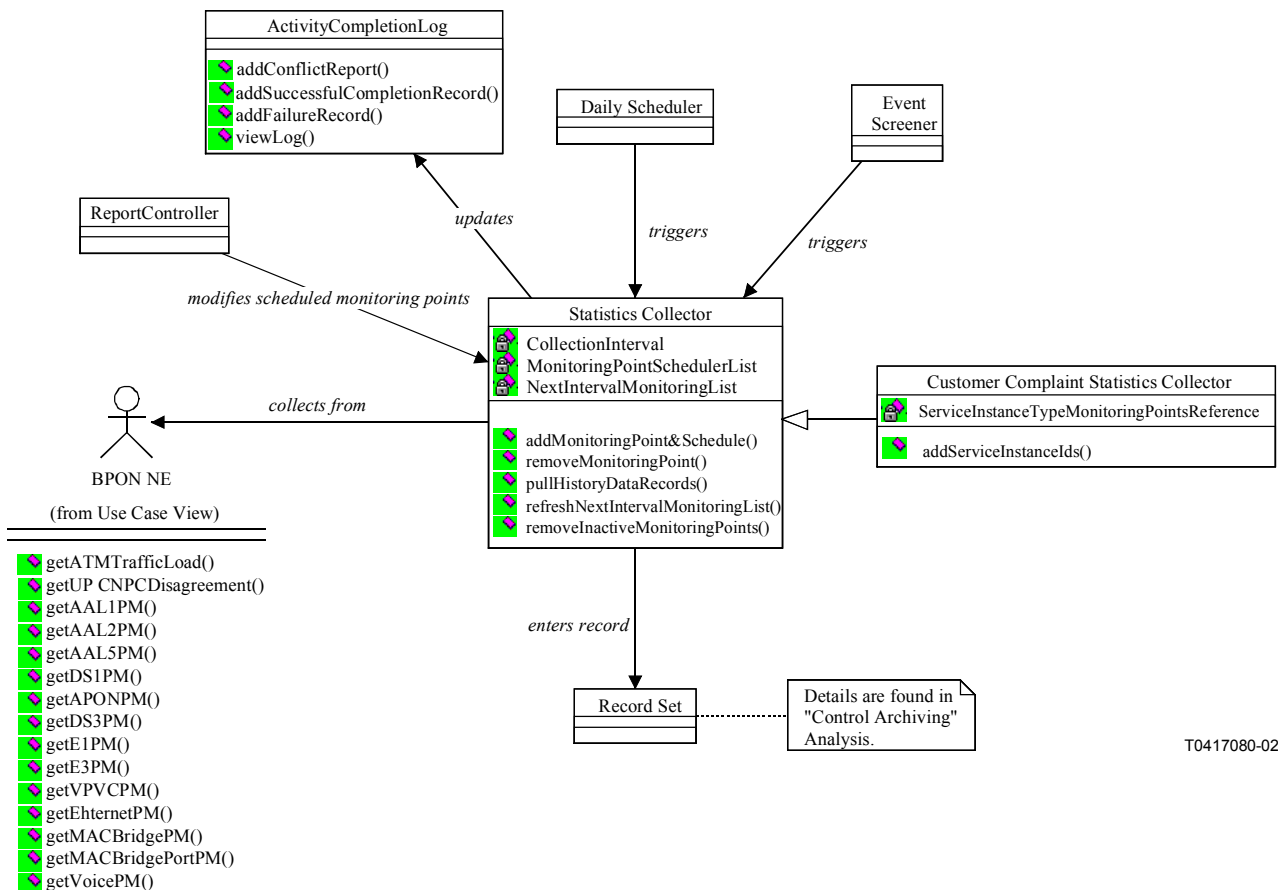 ActivityCompletionLog
addConflictReport()
addSuccessfulCompletionRecord()
addFailureRecord()
viewLog()
Daily Scheduler
Event
Screener
ReportController
updates
triggers
triggers
modifies scheduled monitoring points
Statistics Collector
CollectionInterval
MonitoringPointSchedulerList
NextIntervalMonitoringList
addMonitoringPoint&Schedule()
removeMonitoringPoint()
pullHistoryDataRecords()
refreshNextIntervalMonitoringList()
removeInactiveMonitoringPoints()
Customer Complaint Statistics Collector
ServiceInstanceTypeMonitoringPointsReference
addServiceInstanceIds()
collects from
BPON NE
(from Use Case View)
getATMTrafficLoad()
getUP CNPCDisagreement()
getAAL1PM()
getAAL2PM()
getAAL5PM()
getDS1PM()
getAPONPM()
getDS3PM()
getE1PM()
getE3PM()
getVPVCPM()
getEhternetPM()
getMACBridgePM()
getMACBridgePortPM()
getVoicePM()
enters record
Record Set
Details are found in
"Control Archiving"
Analysis.
T0417080-02